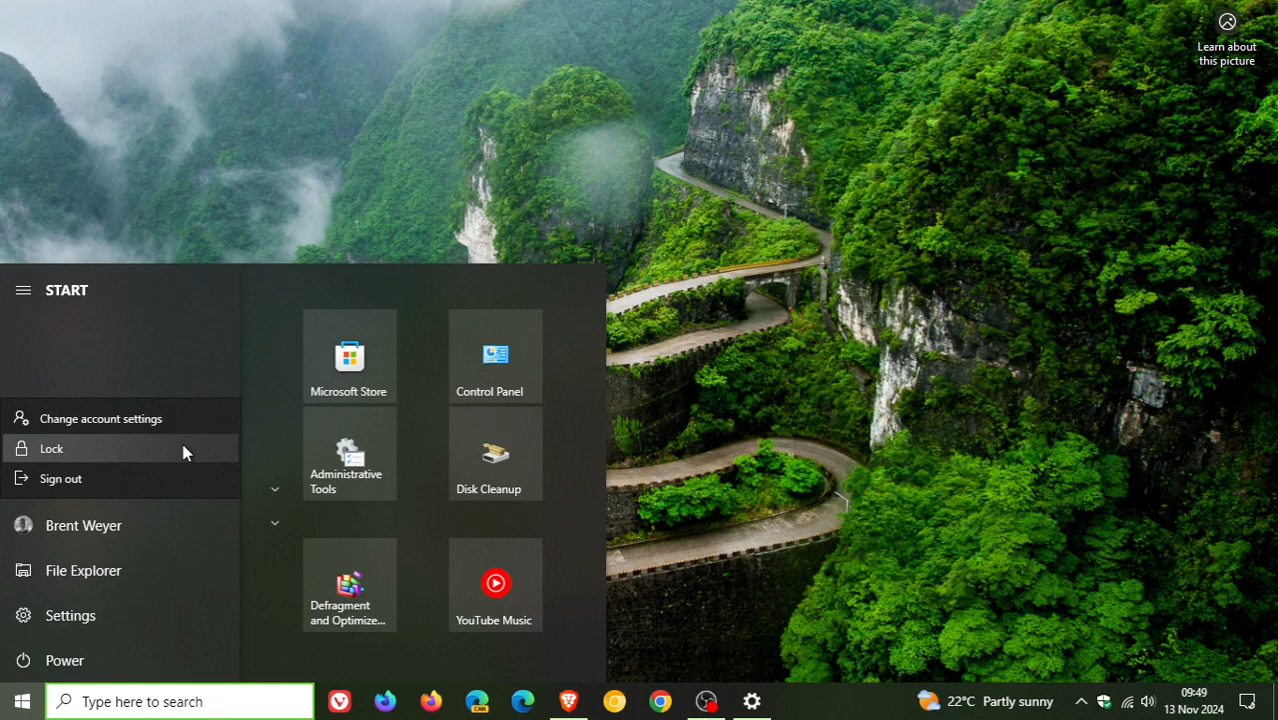 Learn about
this picture
START
Microsoft Store
Control Panel
Change account settings
Lock
Sign out
Administrative
Tools
Disk Cleanup
Brent Weyer
File Explorer
Settings
Power
Defragment
and Optimize...
YouTube Music
Type here to search
CAN
22°C Partly sunny
09:49
13 Nov 2024